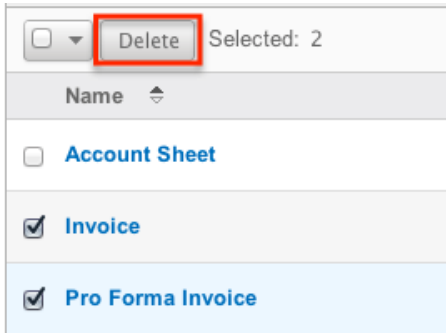 Delete Selected: 2
Name
Account Sheet
Invoice
Pro Forma Invoice